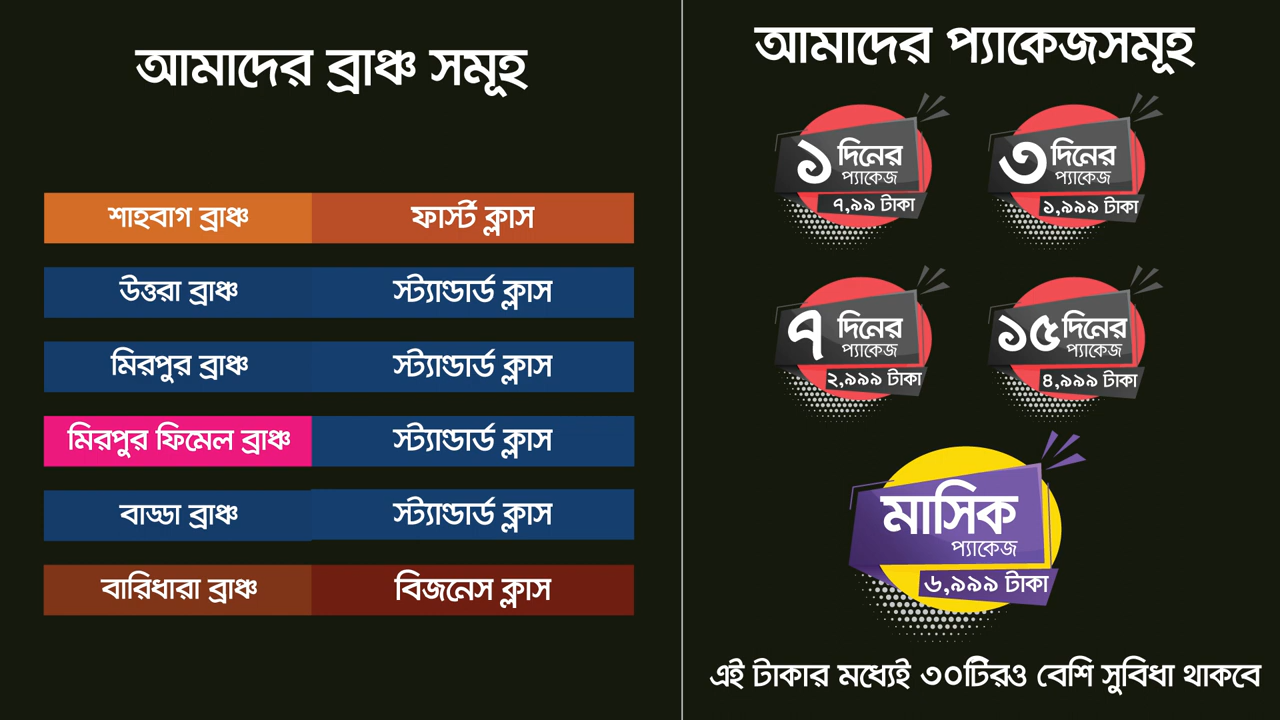 আমাদের ব্রাঞ্চ সমূহ
শাহবাগ ব্রাঞ্চ ফার্স্ট ক্লাস
উত্তরা ব্রাঞ্চ স্ট্যান্ডার্ড ক্লাস
মিরপুর ব্রাঞ্চ স্ট্যান্ডার্ড ক্লাস
মিরপুর ফিমেল ব্রাঞ্চ স্ট্যান্ডার্ড ক্লাস
বাড্ডা ব্রাঞ্চ স্ট্যান্ডার্ড ক্লাস
বারিধারা ব্রাঞ্চ বিজনেস ক্লাস
আমাদের প্যাকেজসমূহ
১ দিনের
প্যাকেজ
৭,৯৯ টাকা
৩ দিনের
প্যাকেজ
১,৯৯৯ টাকা
৭ দিনের
প্যাকেজ
২,৯৯৯ টাকা
১৫ দিনের
প্যাকেজ
৪,৯৯৯ টাকা
মাসিক
প্যাকেজ
৬,৯৯৯ টাকা
এই টাকার মধ্যেই ৩০টিরও বেশি সুবিধা থাকবে